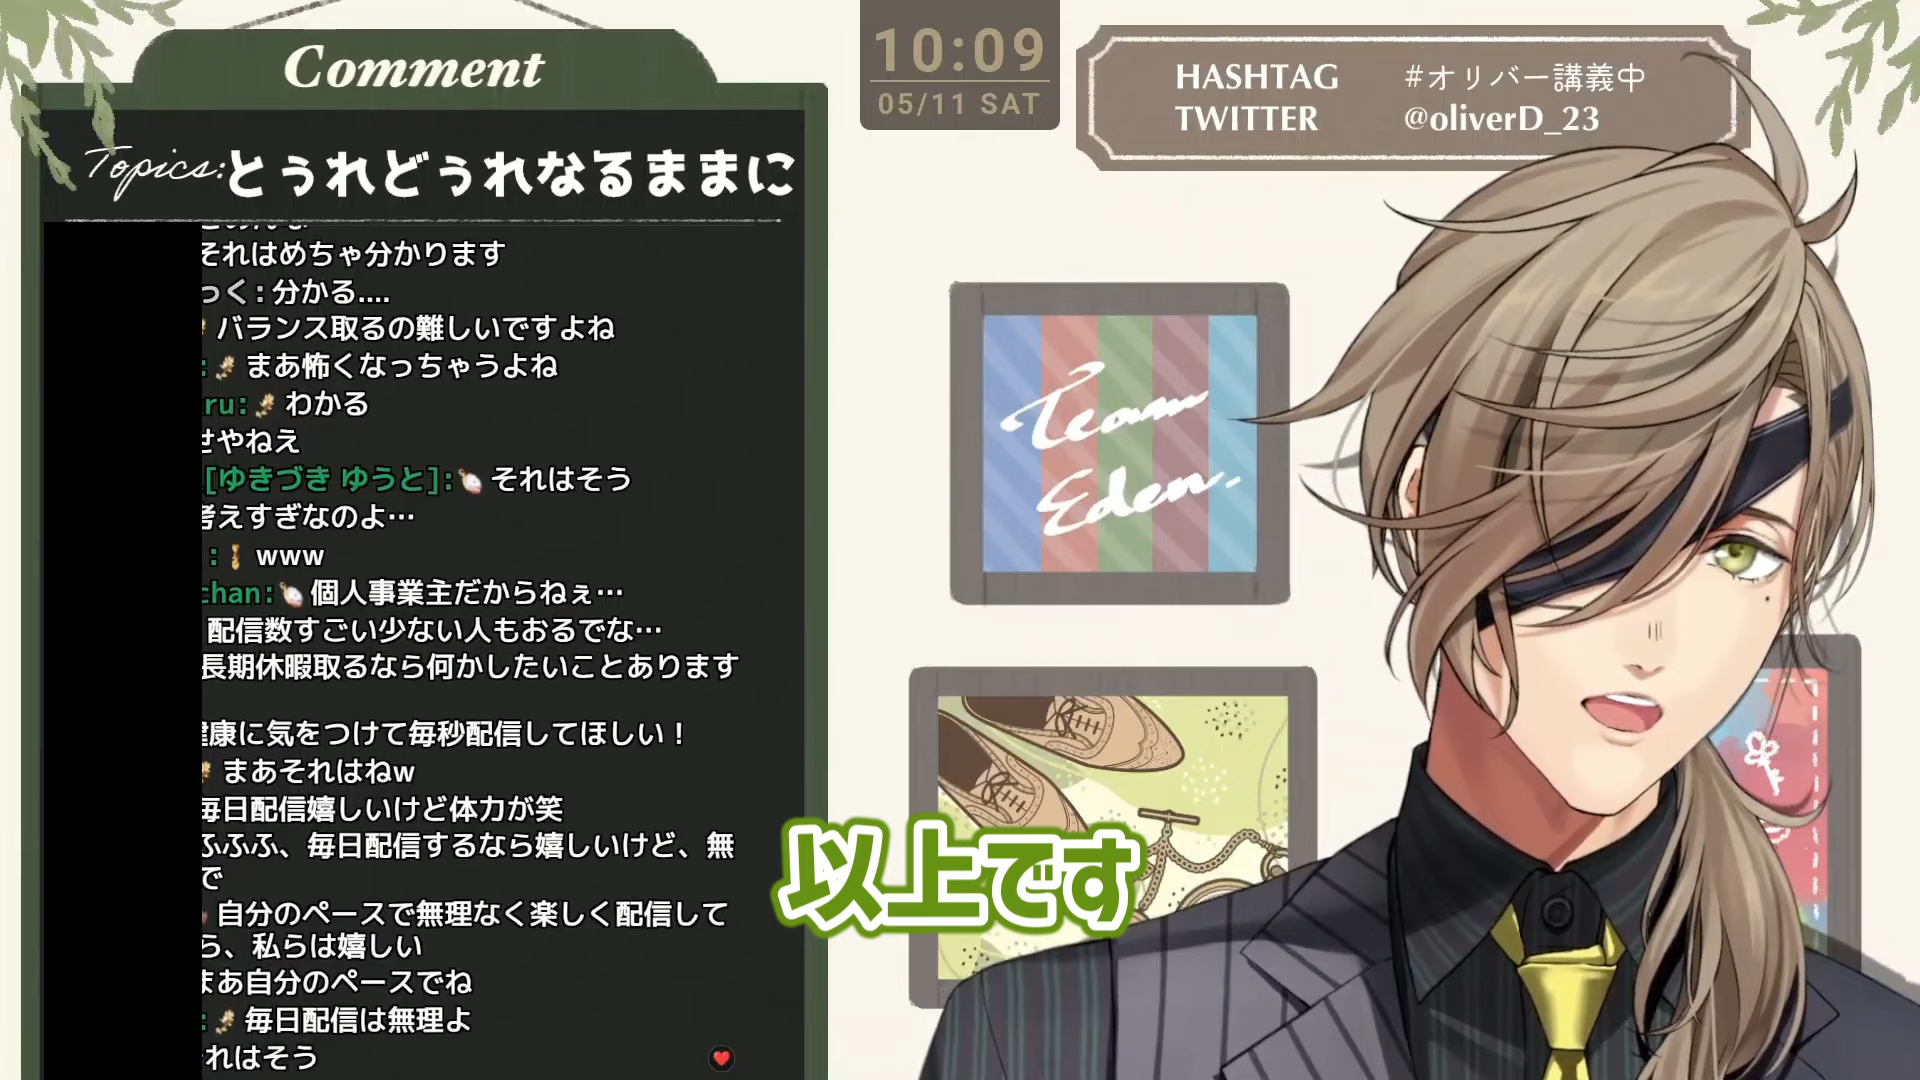 Comment
10:09
05/11 SAT
HASHTAG #オリバー講義中
TWITTER @oliverD_23
Topics:とぅれどぅれなるままに
それはめちゃ分かります
っく: 分かる....
バランス取るの難しいですよね
: まあ怖くなっちゃうよね
ru: わかる
せやねえ
[ゆきづき ゆうと]: それはそう
考えすぎなのよ…
: www
chan: 個人事業主だからねぇ…
配信数すごい少ない人もおるでな…
長期休暇取るなら何かしたいことあります
健康に気をつけて毎秒配信してほしい！
まあそれはねw
毎日配信嬉しいけど体力が笑
ふふふ、毎日配信するなら嬉しいけど、無
で
自分のペースで無理なく楽しく配信して
ら、私らは嬉しい
まあ自分のペースでね
: 毎日配信は無理よ
それはそう
Team
Eden.
以上です